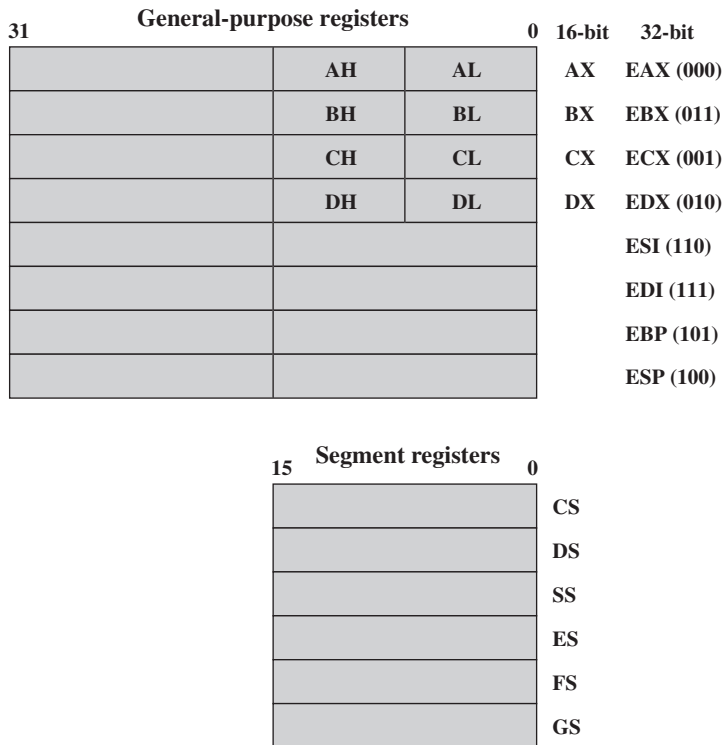 General-purpose registers
31 0 16-bit 32-bit
AH AL AX EAX (000)
BH BL BX EBX (011)
CH CL CX ECX (001)
DH DL DX EDX (010)
ESI (110)
EDI (111)
EBP (101)
ESP (100)
Segment registers
15 0
CS
DS
SS
ES
FS
GS